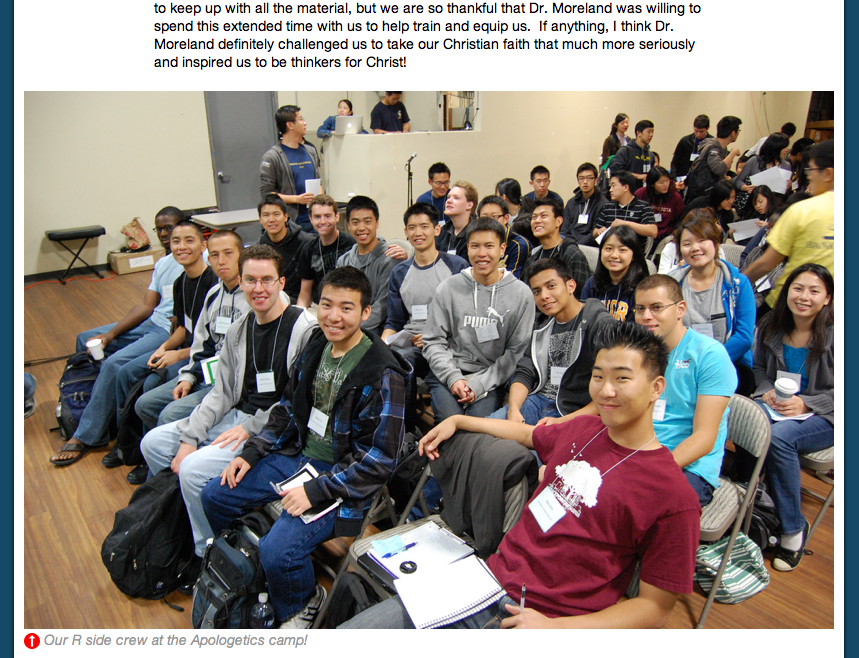 to keep up with all the material, but we are so thankful that Dr. Moreland was willing to
spend this extended time with us to help train and equip us.  If anything, I think Dr.
Moreland definitely challenged us to take our Christian faith that much more seriously
and inspired us to be thinkers for Christ!
PUMA
Our R side crew at the Apologetics camp!